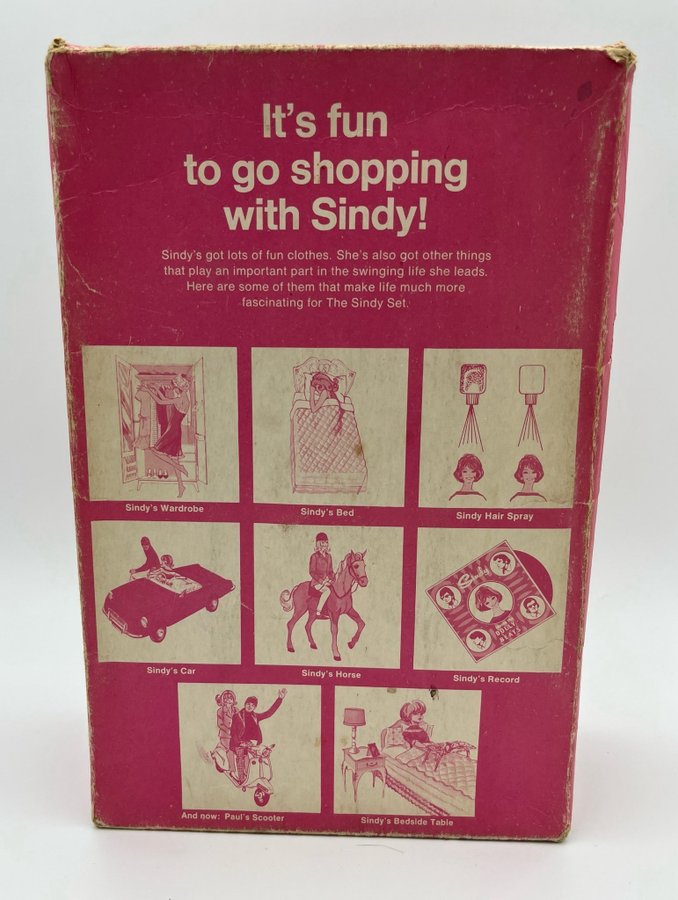 It's fun
to go shopping
with Sindy!
Sindy's got lots of fun clothes. She's also got other things
that play an important part in the swinging life she leads.
Here are some of them that make life much more
fascinating for The Sindy Set.
Sindy's Wardrobe
Sindy's Bed
Sindy Hair Spray
Sindy
DOLLY
BEATS
Sindy's Car
Sindy's Horse
Sindy's Record
And now: Paul's Scooter
Sindy's Bedside Table